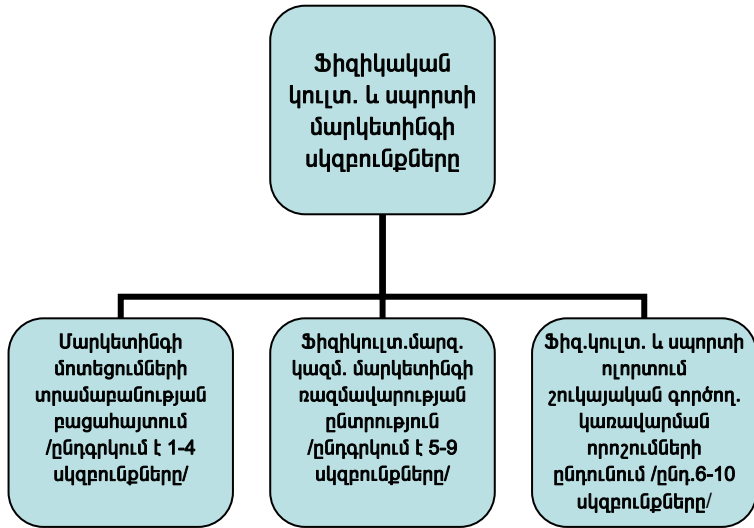 Ֆիզիկական
կուլտ. և սպորտի
մարկետինգի
սկզբունքները
Մարկետինգի
մոտեցումների
տրամաբանության
բացահայտում
/ընդգրկում է 1-4
սկզբունքները/
Ֆիզիկուլտ.մարզ.
կազմ. մարկետինգի
ռազմավարության
ընտրություն
/ընդգրկում է 5-9
սկզբունքները/
Ֆիզ.կուլտ. և սպորտի
ոլորտում
շուկայական գործող.
կառավարման
որոշումների
ընդունում /ընդ.6-10
սկզբունքները/